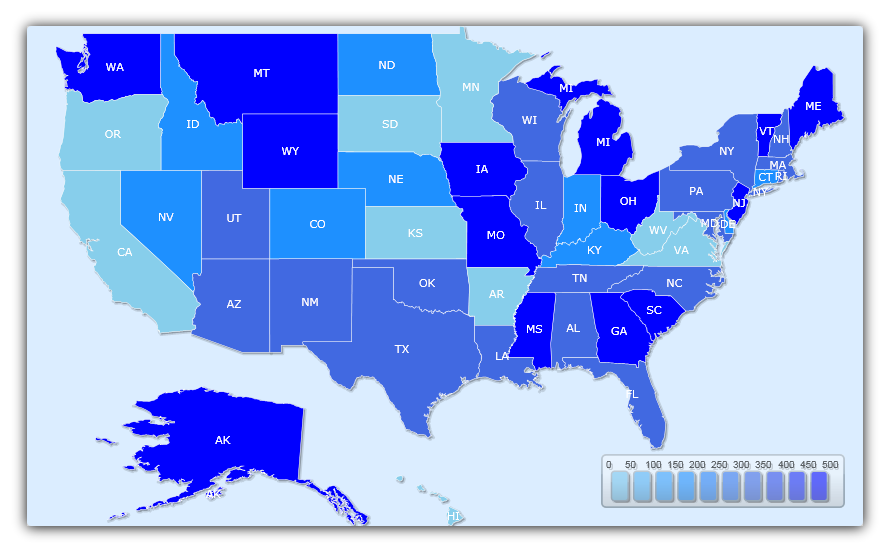 WA
MT
ND
MN
MI
ME
OR
ID
SD
WI
VT
NH
WY
MI
NY
MA
IA
NE
CT
RI
PA
NY
NV
UT
CO
KS
MO
IL
IN
OH
NJ
WV
MD
DE
CA
KY
VA
AZ
NM
OK
AR
TN
NC
TX
LA
MS
AL
GA
SC
FL
AK
AK
HI
0 50 100 150 200 250 300 350 400 450 500